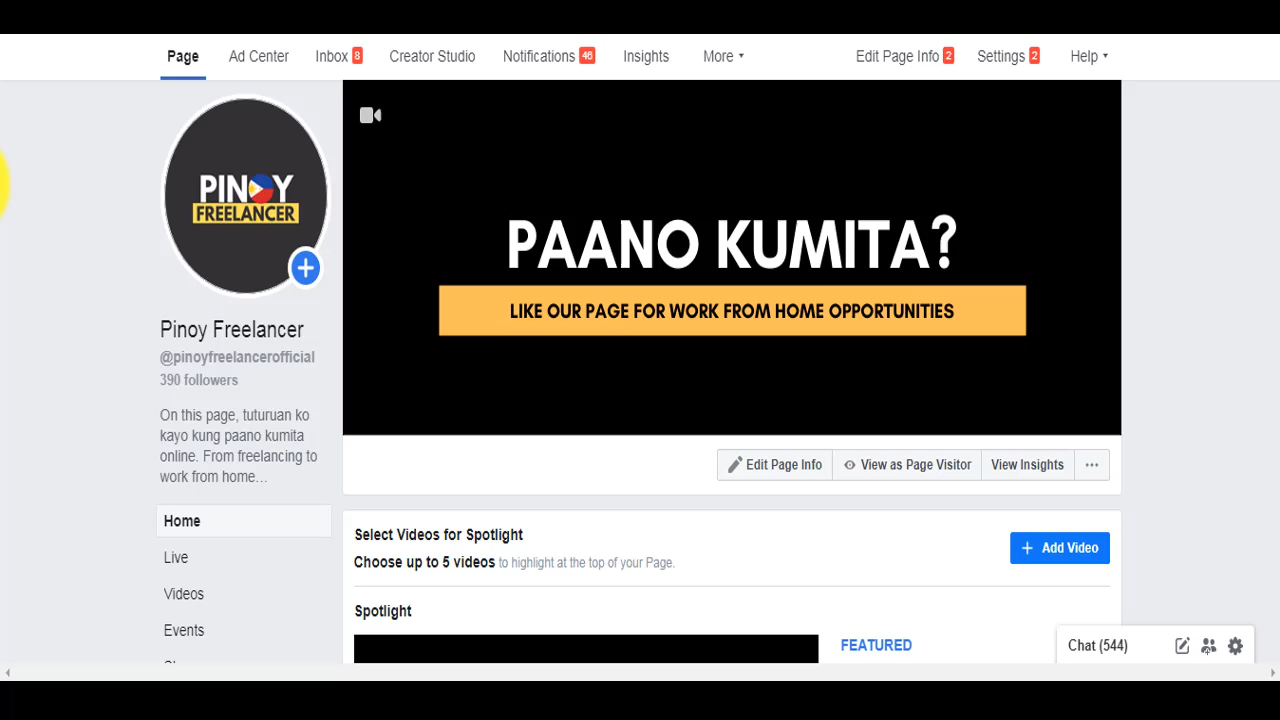 Page Ad Center Inbox 8 Creator Studio Notifications 46 Insights More Edit Page Info 2 Settings 2 Help
PINOY
FREELANCER
PAANO KUMITA?
LIKE OUR PAGE FOR WORK FROM HOME OPPORTUNITIES
Pinoy Freelancer
@pinoyfreelancerofficial
390 followers
On this page, tuturuan ko
kayo kung paano kumita
online. From freelancing to
work from home…
Edit Page Info View as Page Visitor View Insights ...
Home
Live
Videos
Events
Select Videos for Spotlight
Choose up to 5 videos to highlight at the top of your Page.
+ Add Video
Spotlight
FEATURED
Chat (544)